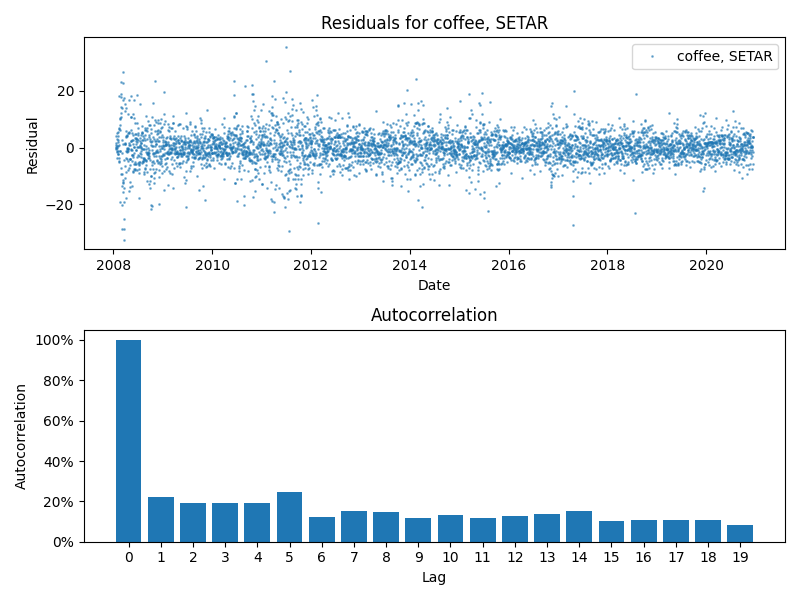 Residuals for coffee, SETAR
coffee, SETAR
Residual
20
0
−20
2008 2010 2012 2014 2016 2018 2020
Date
Autocorrelation
Autocorrelation
100%
80%
60%
40%
20%
0%
0 1 2 3 4 5 6 7 8 9 10 11 12 13 14 15 16 17 18 19
Lag